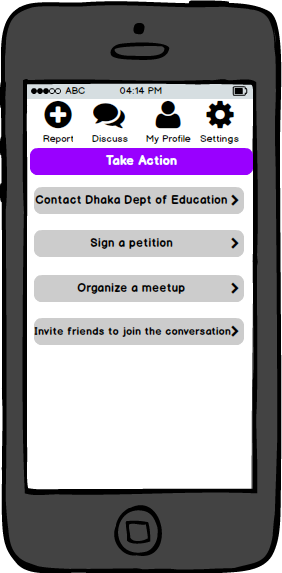 ABC 04:14 PM
Report Discuss My Profile Settings
Take Action
Contact Dhaka Dept of Education
Sign a petition
Organize a meetup
Invite friends to join the conversation